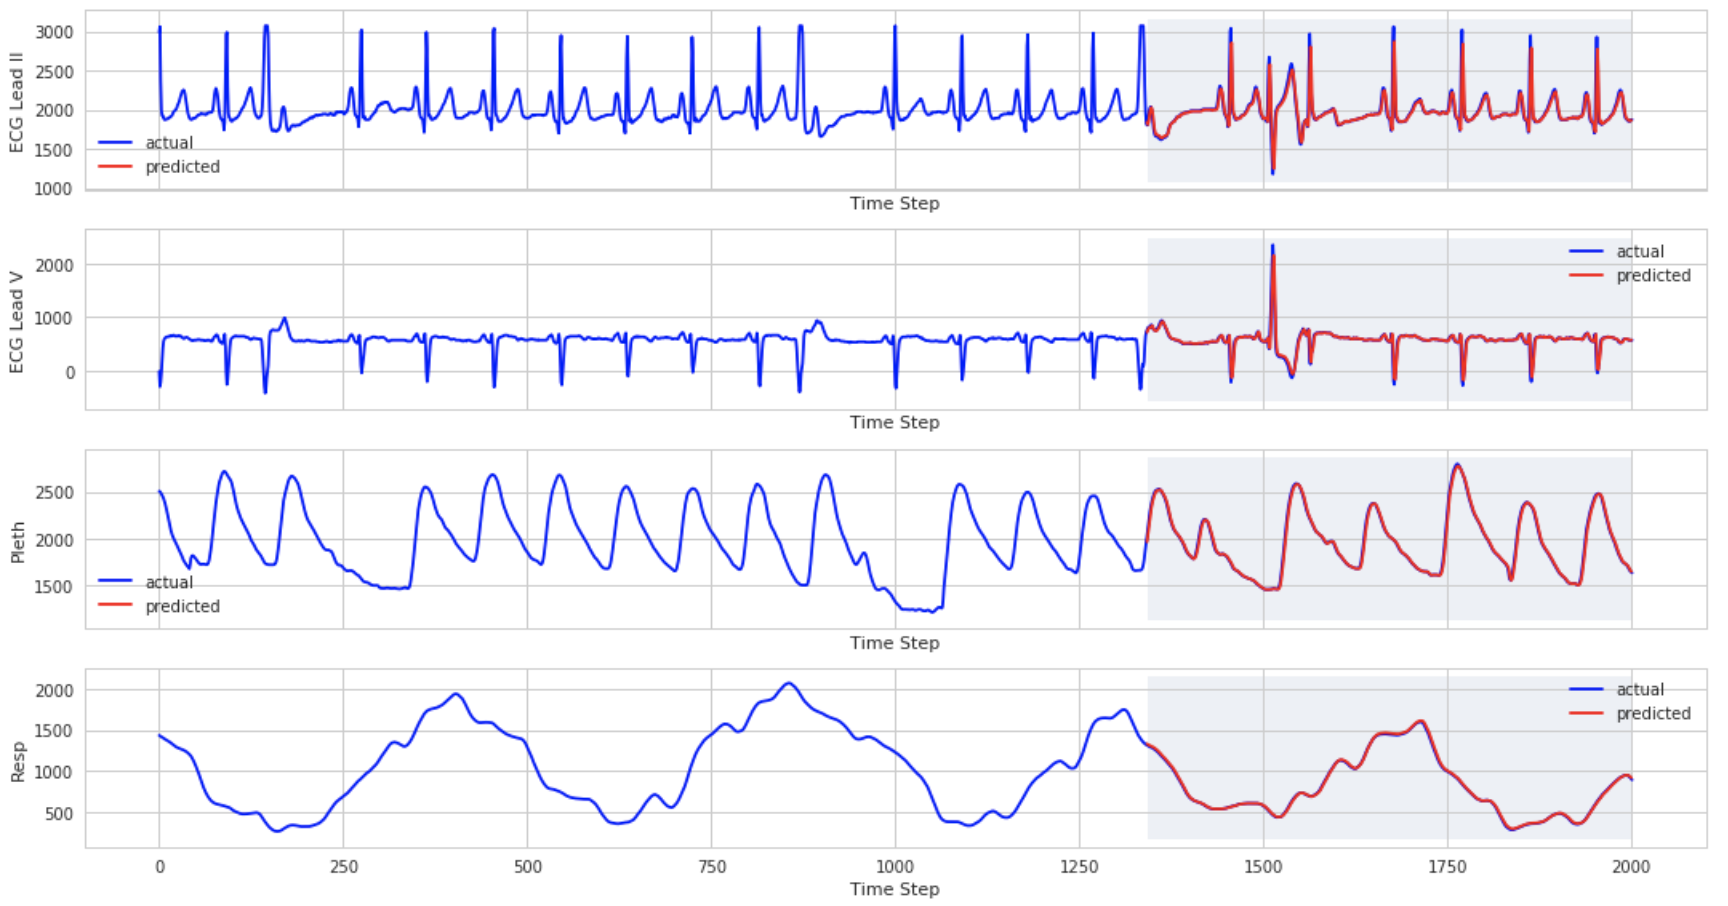 ECG Lead II
3000
2500
2000
1500
1000
actual
predicted
Time Step
ECG Lead V
2000
1000
0
actual
predicted
Time Step
Pleth
2500
2000
1500
actual
predicted
Time Step
Resp
2000
1500
1000
500
actual
predicted
0 250 500 750 1000 1250 1500 1750 2000
Time Step